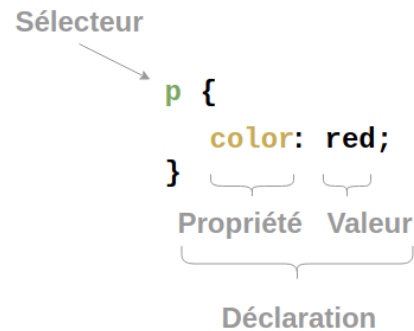 Sélecteur
p {
color: red;
}
Propriété Valeur
Déclaration